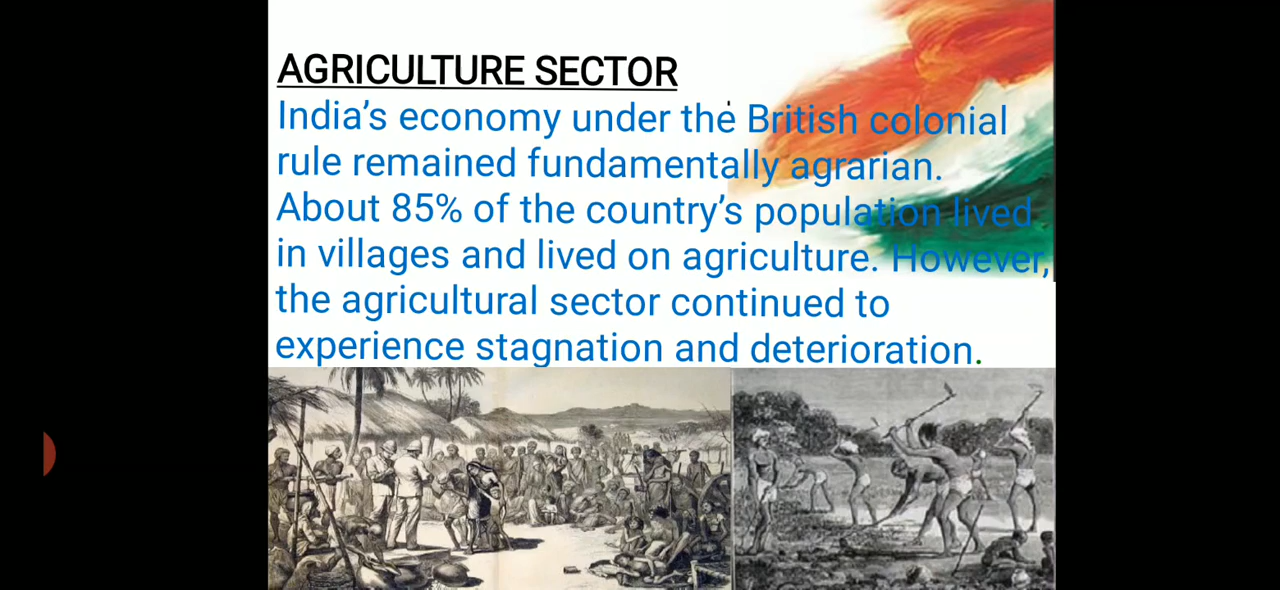 AGRICULTURE SECTOR
India’s economy under the British colonial
rule remained fundamentally agrarian.
About 85% of the country’s population lived
in villages and lived on agriculture. However,
the agricultural sector continued to
experience stagnation and deterioration.